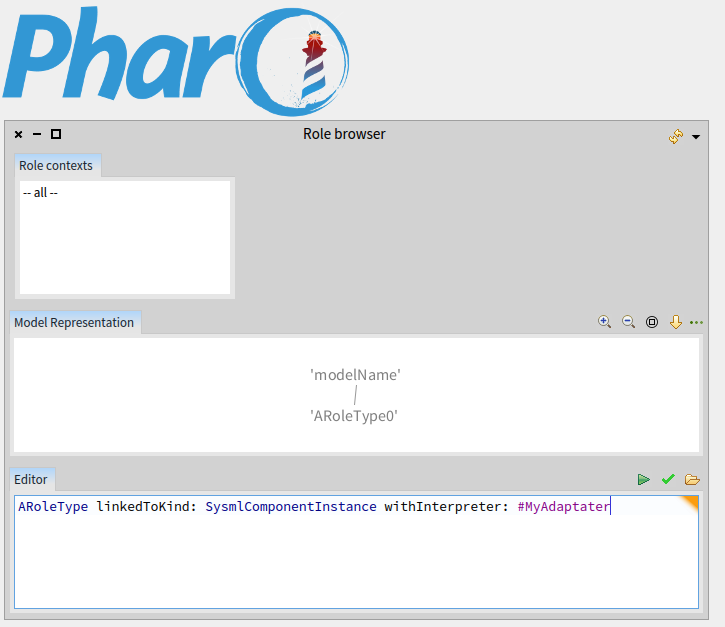 Pharo
Role browser
Role contexts
-- all --
Model Representation
'modelName'
'ARoleType0'
Editor
ARoleType linkedToKind: SysmlComponentInstance withInterpreter: #MyAdaptater